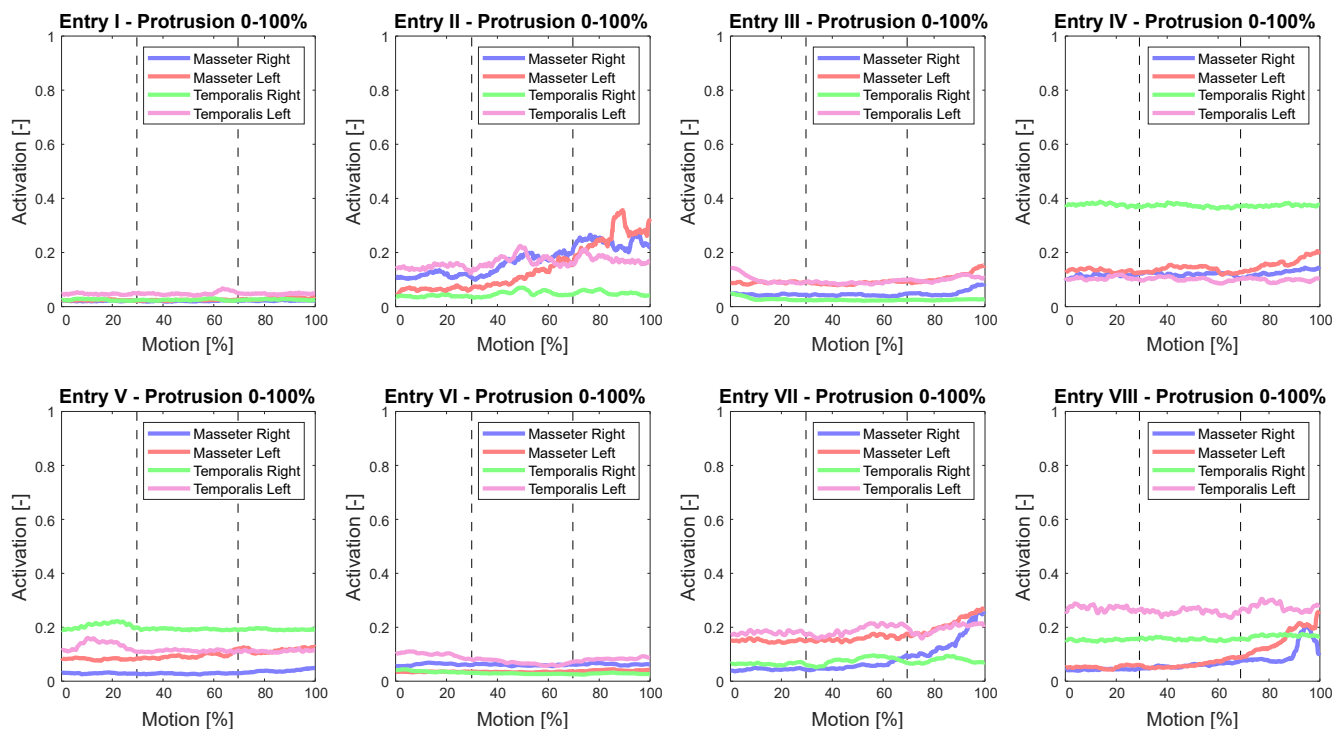 Entry I - Protrusion 0-100%
1
0.8
0.6
0.4
0.2
0
Activation [-]
Masseter Right
Masseter Left
Temporalis Right
Temporalis Left
0 20 40 60 80 100
Motion [%]
Entry II - Protrusion 0-100%
1
0.8
0.6
0.4
0.2
0
Activation [-]
Masseter Right
Masseter Left
Temporalis Right
Temporalis Left
0 20 40 60 80 100
Motion [%]
Entry III - Protrusion 0-100%
1
0.8
0.6
0.4
0.2
0
Activation [-]
Masseter Right
Masseter Left
Temporalis Right
Temporalis Left
0 20 40 60 80 100
Motion [%]
Entry IV - Protrusion 0-100%
1
0.8
0.6
0.4
0.2
0
Activation [-]
Masseter Right
Masseter Left
Temporalis Right
Temporalis Left
0 20 40 60 80 100
Motion [%]
Entry V - Protrusion 0-100%
1
0.8
0.6
0.4
0.2
0
Activation [-]
Masseter Right
Masseter Left
Temporalis Right
Temporalis Left
0 20 40 60 80 100
Motion [%]
Entry VI - Protrusion 0-100%
1
0.8
0.6
0.4
0.2
0
Activation [-]
Masseter Right
Masseter Left
Temporalis Right
Temporalis Left
0 20 40 60 80 100
Motion [%]
Entry VII - Protrusion 0-100%
1
0.8
0.6
0.4
0.2
0
Activation [-]
Masseter Right
Masseter Left
Temporalis Right
Temporalis Left
0 20 40 60 80 100
Motion [%]
Entry VIII - Protrusion 0-100%
1
0.8
0.6
0.4
0.2
0
Activation [-]
Masseter Right
Masseter Left
Temporalis Right
Temporalis Left
0 20 40 60 80 100
Motion [%]